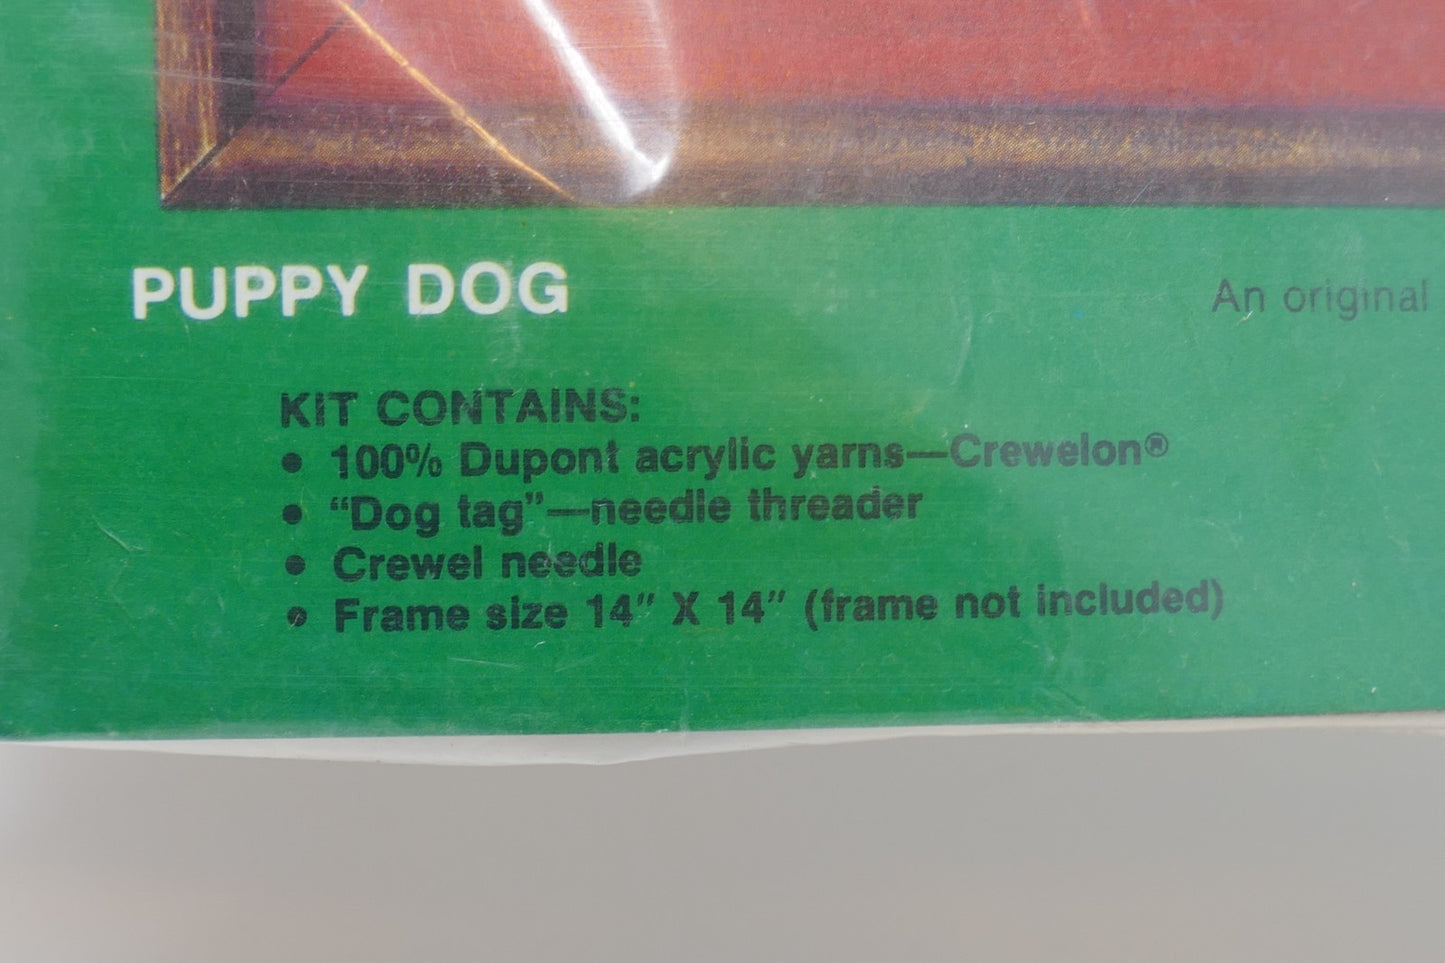 PUPPY DOG
An original
KIT CONTAINS:
• 100% Dupont acrylic yarns—Crewelon®
• “Dog tag”—needle threader
• Crewel needle
• Frame size 14" X 14" (frame not included)